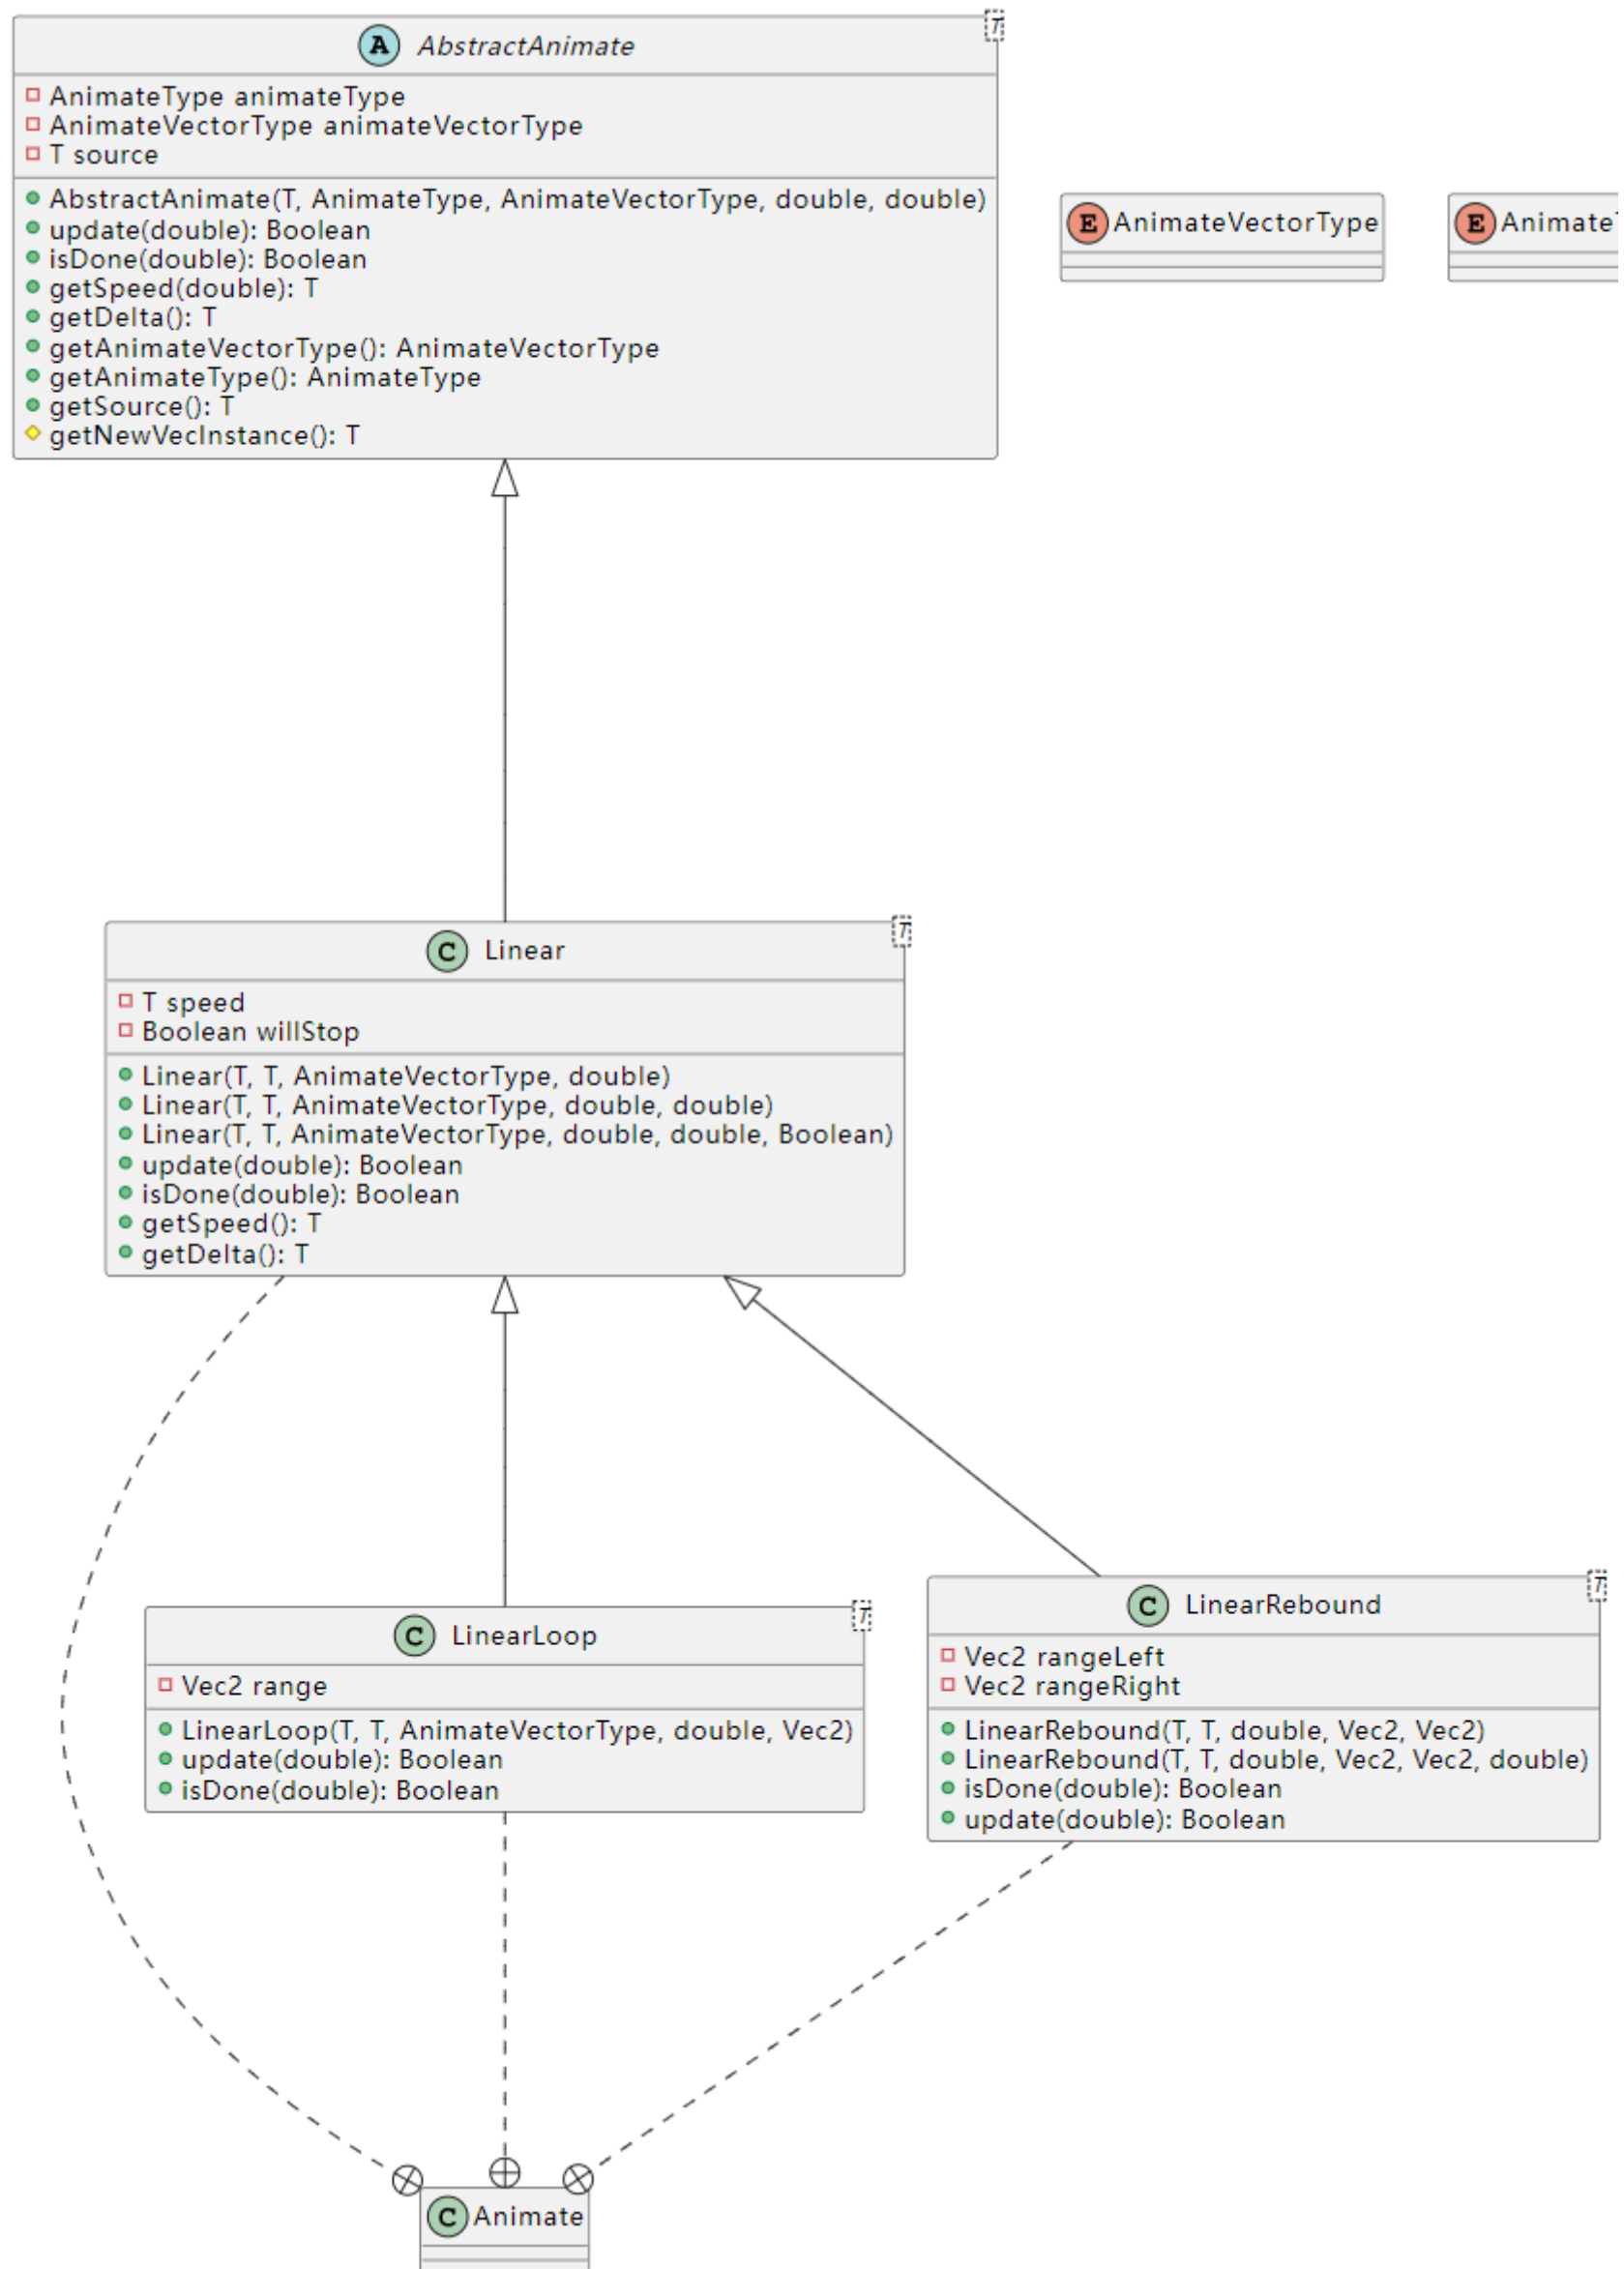 A AbstractAnimate
T
AnimateType animateType
AnimateVectorType animateVectorType
T source
AbstractAnimate(T, AnimateType, AnimateVectorType, double, double)
update(double): Boolean
isDone(double): Boolean
getSpeed(double): T
getDelta(): T
getAnimateVectorType(): AnimateVectorType
getAnimateType(): AnimateType
getSource(): T
getNewVecInstance(): T
E AnimateVectorType
E Animate
C Linear
T
T speed
Boolean willStop
Linear(T, T, AnimateVectorType, double)
Linear(T, T, AnimateVectorType, double, double)
Linear(T, T, AnimateVectorType, double, double, Boolean)
update(double): Boolean
isDone(double): Boolean
getSpeed(): T
getDelta(): T
C LinearLoop
T
Vec2 range
LinearLoop(T, T, AnimateVectorType, double, Vec2)
update(double): Boolean
isDone(double): Boolean
C LinearRebound
T
Vec2 rangeLeft
Vec2 rangeRight
LinearRebound(T, T, double, Vec2, Vec2)
LinearRebound(T, T, double, Vec2, Vec2, double)
isDone(double): Boolean
update(double): Boolean
C Animate